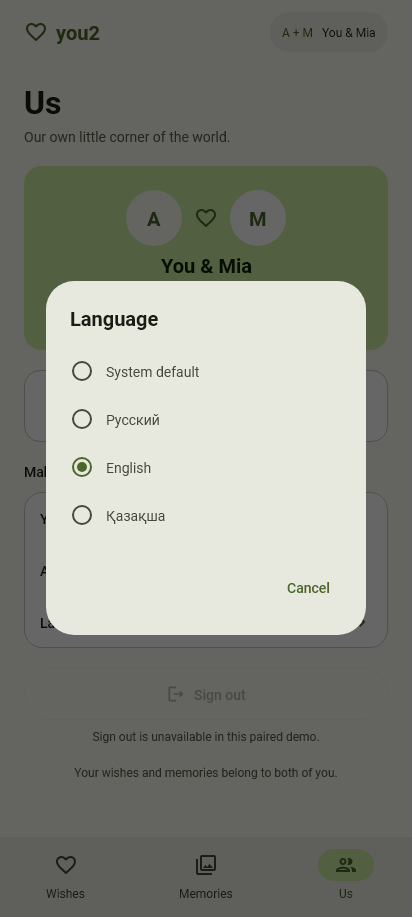 you2
A + M You & Mia
Us
Our own little corner of the world.
A
M
You & Mia
Language
System default
Русский
English
Қазақша
Cancel
Sign out
Sign out is unavailable in this paired demo.
Your wishes and memories belong to both of you.
Wishes
Memories
Us